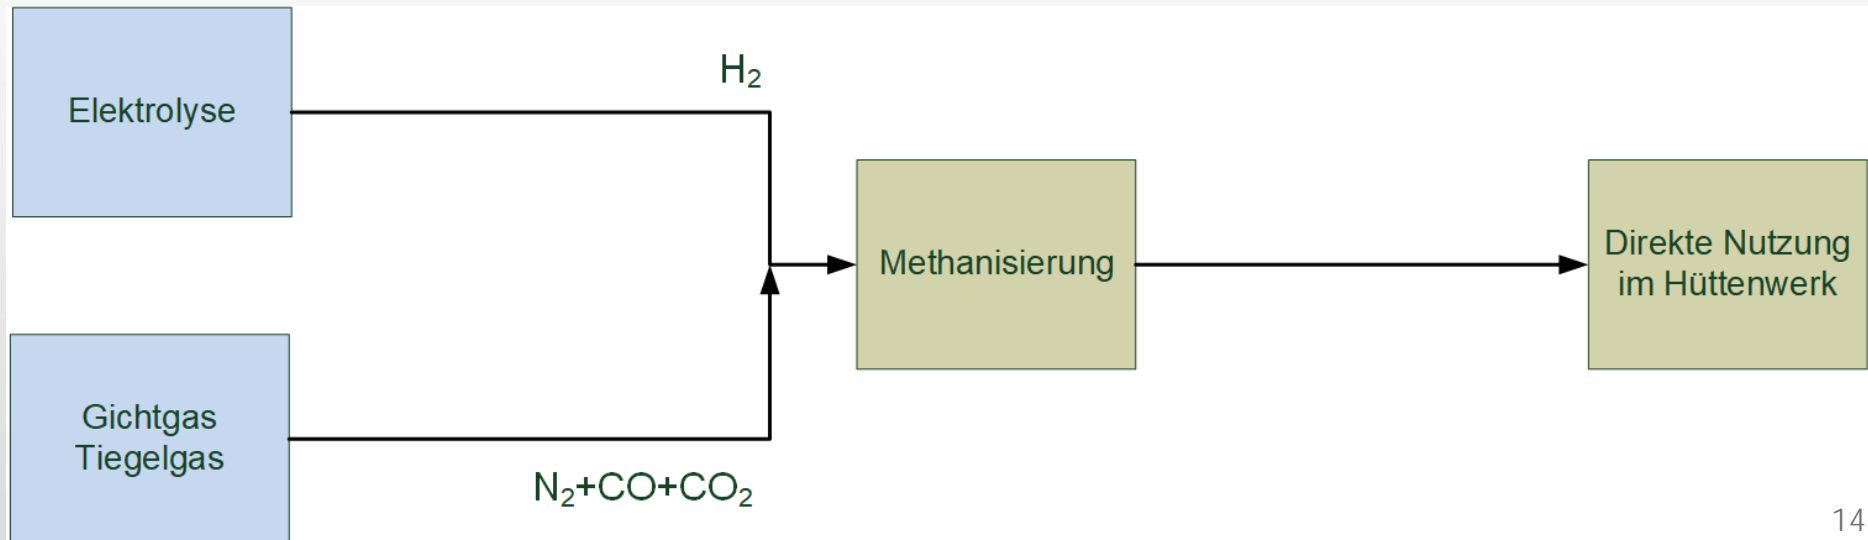 H₂
Elektrolyse
Methanisierung
Direkte Nutzung
im Hüttenwerk
Gichtgas
Tiegelgas
N₂+CO+CO₂
14